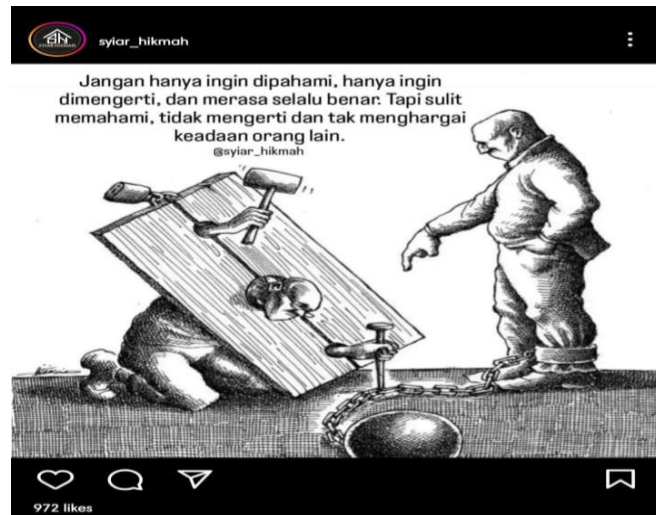 syiar_hikmah
Jangan hanya ingin dipahami, hanya ingin
dimengerti, dan merasa selalu benar. Tapi sulit
memahami, tidak mengerti dan tak menghargai
keadaan orang lain.
@syiar_hikmah
972 likes